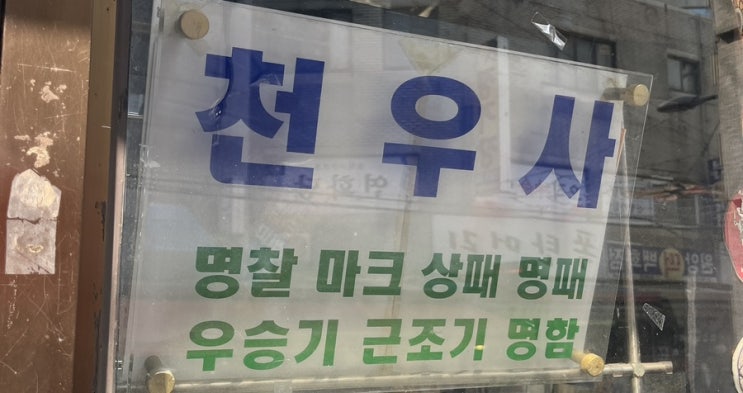 천우사
명찰 마크 상패 명패
우승기 근조기 명함